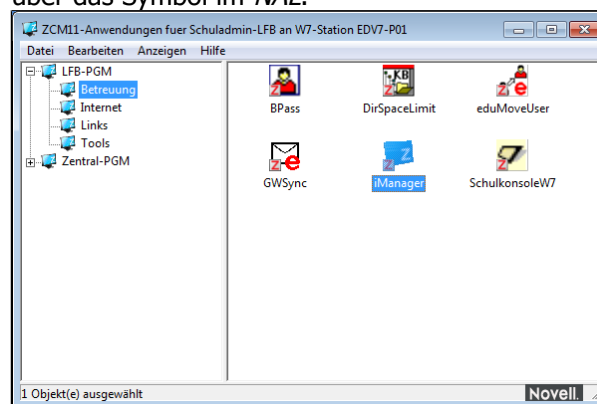 über das Symbol im NAL:
ZCM11-Anwendungen fuer Schuladmin-LFB an W7-Station EDV7-P01
Datei Bearbeiten Anzeigen Hilfe
LFB-PGM
Betreuung
Internet
Links
Tools
Zentral-PGM
BPass DirSpaceLimit eduMoveUser
GWSync iManager SchulkonsoleW7
1 Objekt(e) ausgewählt Novell.